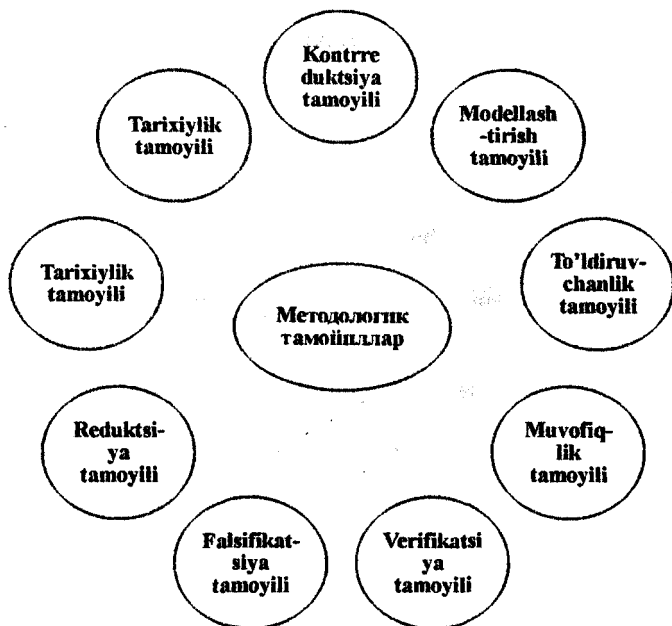 Kontrre
duktsiya
tamoyili
Modellash
-tirish
tamoyili
To'ldiruv-
chanlik
tamoyili
Muvofiq-
lik
tamoyili
Verifikatsi
ya
tamoyili
Falsifikat-
siya
tamoyili
Reduktsi-
ya
tamoyili
Tarixiylik
tamoyili
Tarixiylik
tamoyili
Методологик
тамойиллар